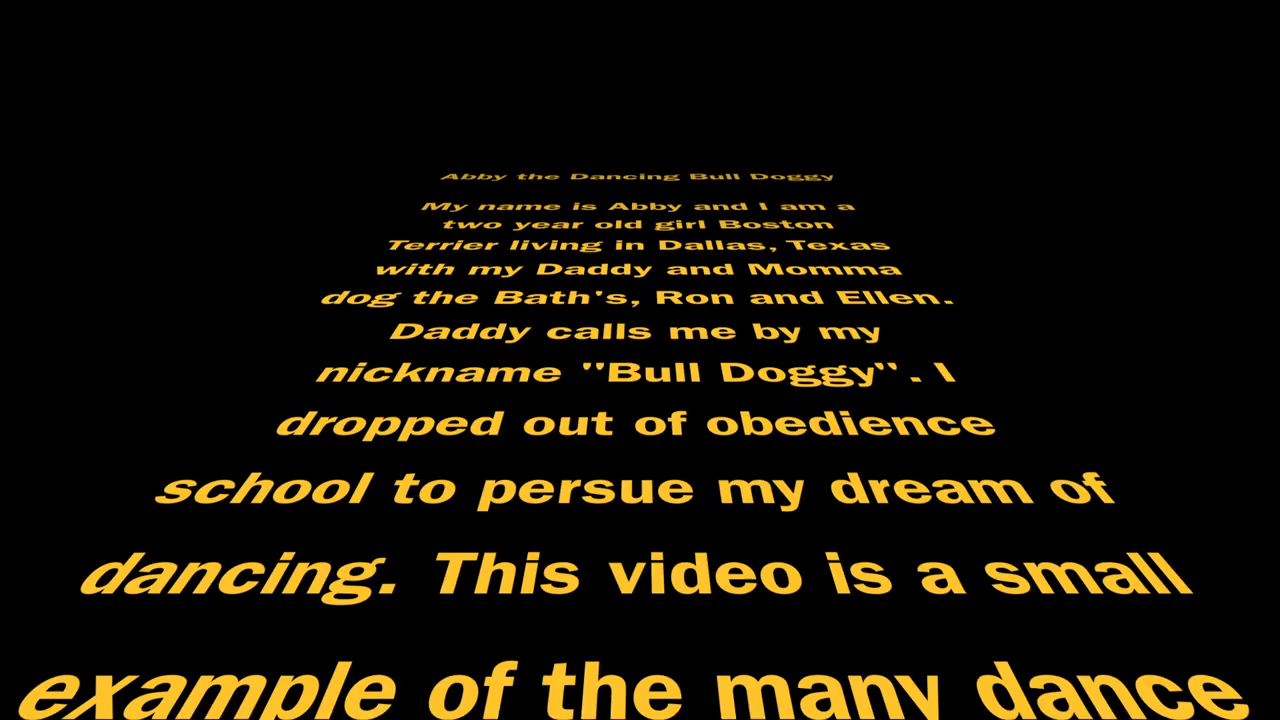 Abby the Dancing Bull Doggy
My name is Abby and I am a
two year old girl Boston
Terrier living in Dallas, Texas
with my Daddy and Momma
dog the Bath's, Ron and Ellen.
Daddy calls me by my
nickname "Bull Doggy". I
dropped out of obedience
school to persue my dream of
dancing. This video is a small
example of the many dance